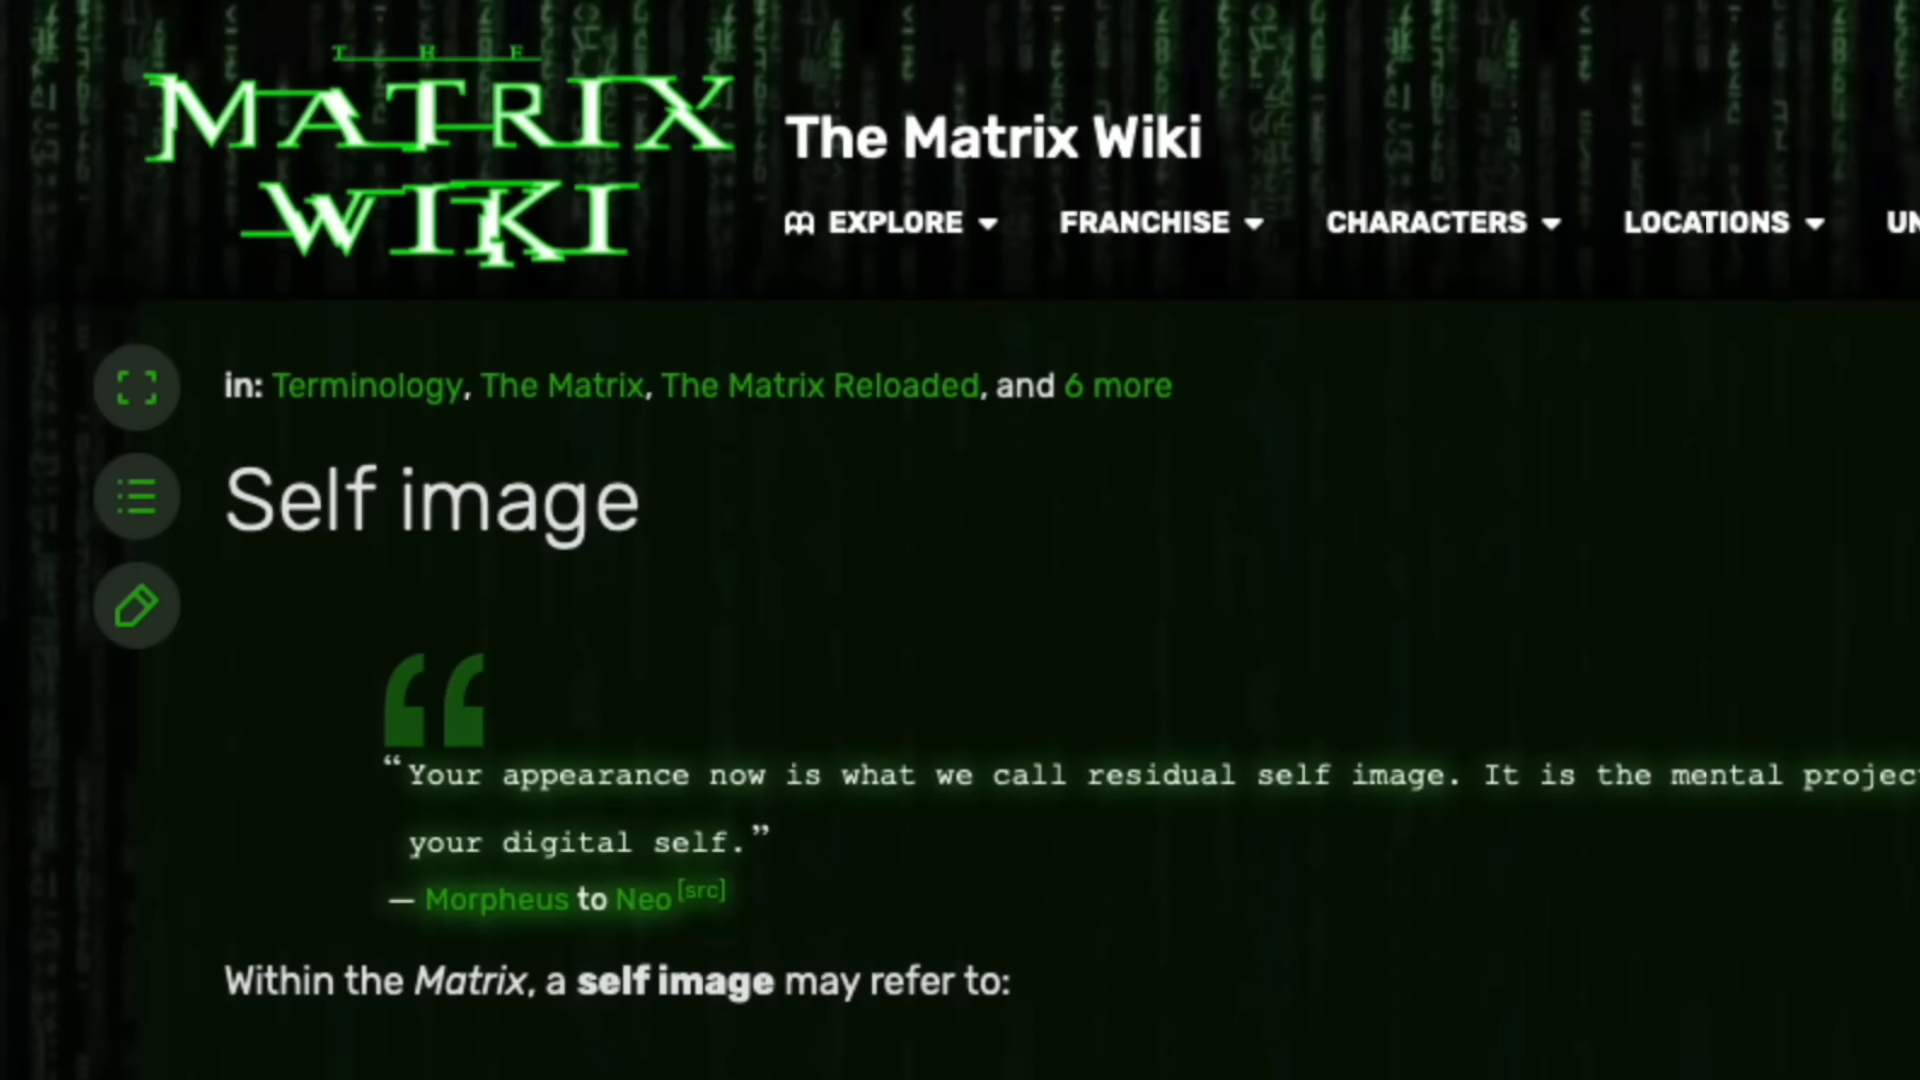 THE
MATRIX
WIKI
The Matrix Wiki
EXPLORE FRANCHISE CHARACTERS LOCATIONS
in: Terminology, The Matrix, The Matrix Reloaded, and 6 more
Self image
“Your appearance now is what we call residual self image. It is the mental projec
your digital self.”
— Morpheus to Neo [src]
Within the Matrix, a self image may refer to: